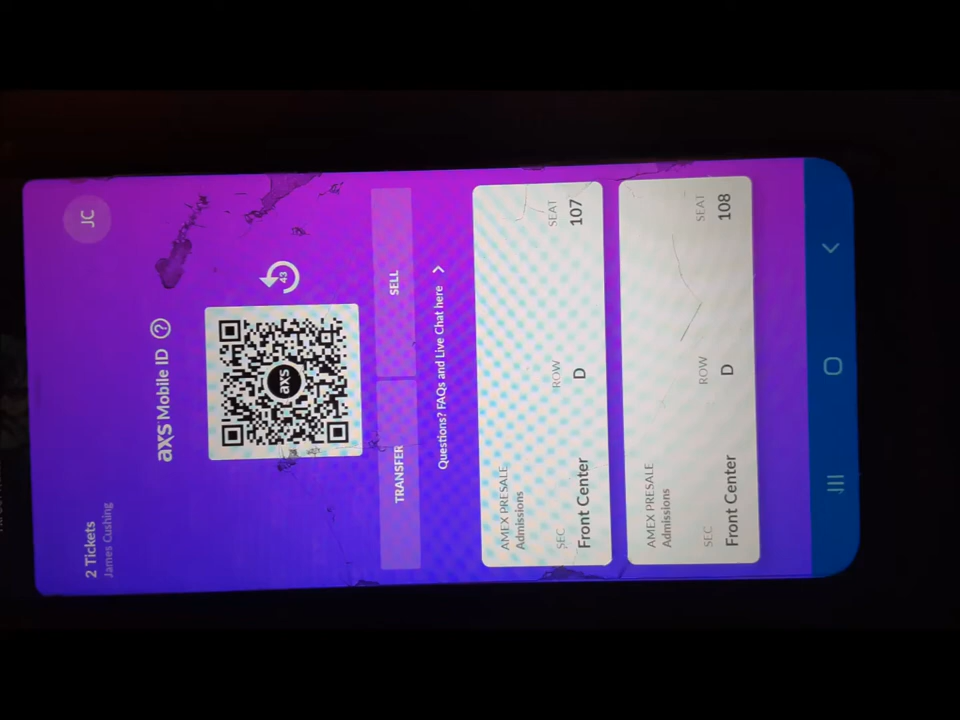 2 Tickets
James Cushing
JC
axs Mobile ID ?
axs
43
TRANSFER
SELL
Questions? FAQs and Live Chat here >
AMEX PRESALE
Admissions
SEC
ROW
SEAT
Front Center
D
107
AMEX PRESALE
Admissions
SEC
ROW
SEAT
Front Center
D
108